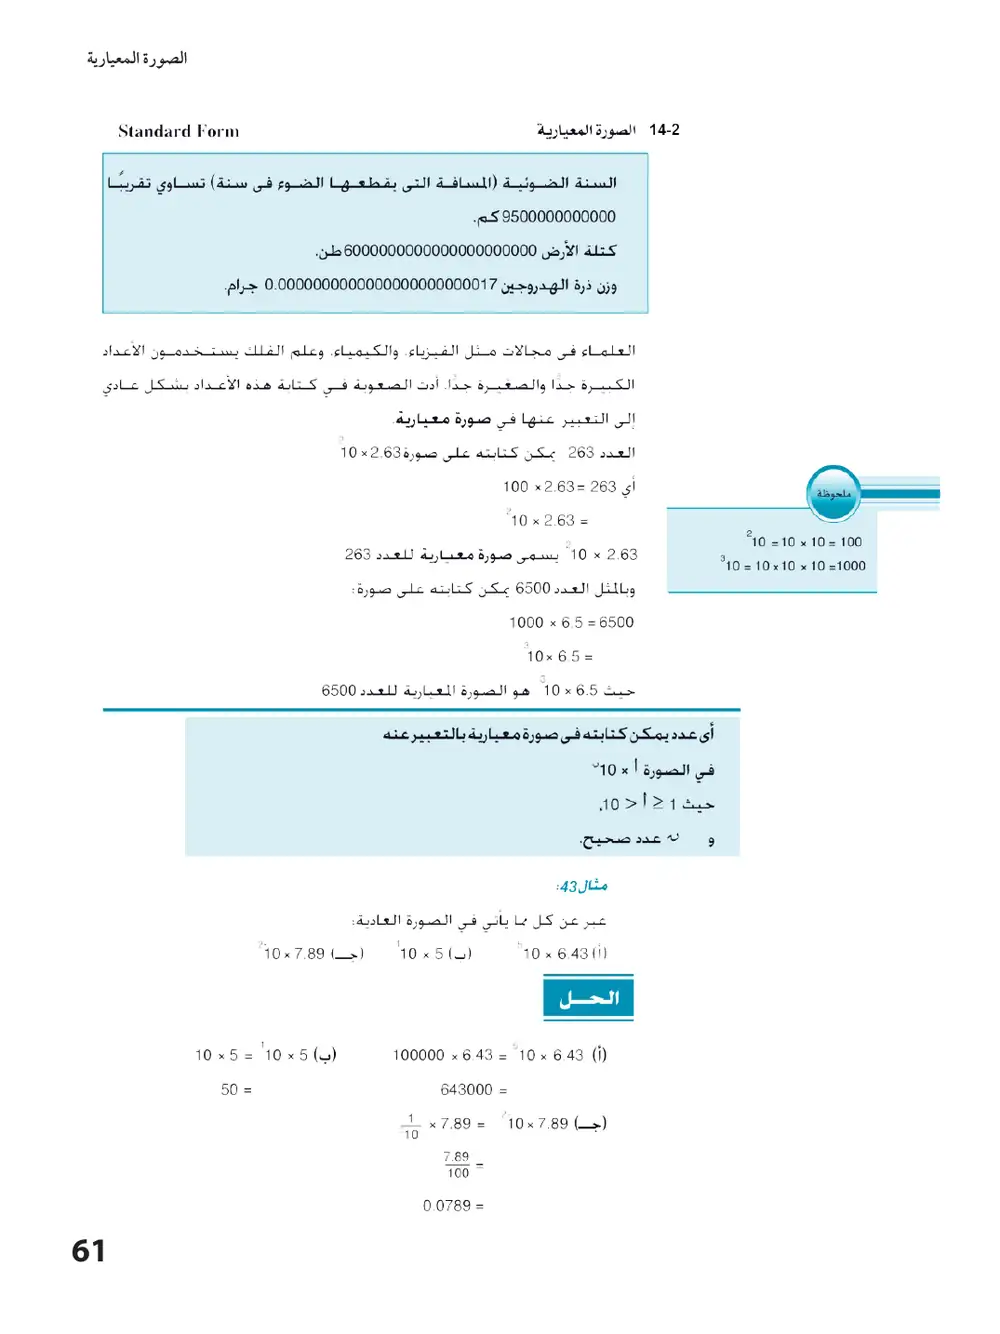 الصورة المعيارية
14-2 الصورة المعيارية Standard Form
السنة الضوئية (المسافة التى يقطعها الضوء فى سنة) تساوي تقريبًا
9500000000000 كم.
كتلة الأرض 6000000000000000000000 طن.
وزن ذرة الهدروجين 0.0000000000000000000000017 جرام.
العلماء فى مجالات مثل الفيزياء، والكيمياء، وعلم الفلك يستخدمون الأعداد
الكبيرة جدًا والصغيرة جدًا. أدت الصعوبة في كتابة هذه الأعداد بشكل عادي
إلى التعبير عنها في صورة معيارية.
العدد 263 يمكن كتابته على صورة 2.63 × 10²
أي 263 = 2.63 × 100
= 2.63 × 10²
2.63 × 10² يسمى صورة معيارية للعدد 263
وبالمثل العدد 6500 يمكن كتابته على صورة:
6500 = 6.5 × 1000
= 6.5 × 10³
حيث 6.5 × 10³ هو الصورة المعيارية للعدد 6500
ملحوظة
100 = 10 × 10 = 10²
1000 = 10 × 10 × 10 = 10³
أى عدد يمكن كتابته فى صورة معيارية بالتعبير عنه
في الصورة أ × 10ن
حيث 1 ≤ أ < 10،
و ن عدد صحيح.
مثال 43:
عبر عن كل مما يأتي في الصورة العادية:
(أ) 6.43 × 10⁵ (ب) 5 × 10¹ (جـ) 7.89 × 10
الحل
(أ) 6.43 × 10⁵ = 6.43 × 100000 (ب) 5 × 10¹ = 5 × 10
= 643000 = 50
(جـ) 7.89 × 10 = 7.89 × 1/10
= 7.89/100
= 0.0789
61